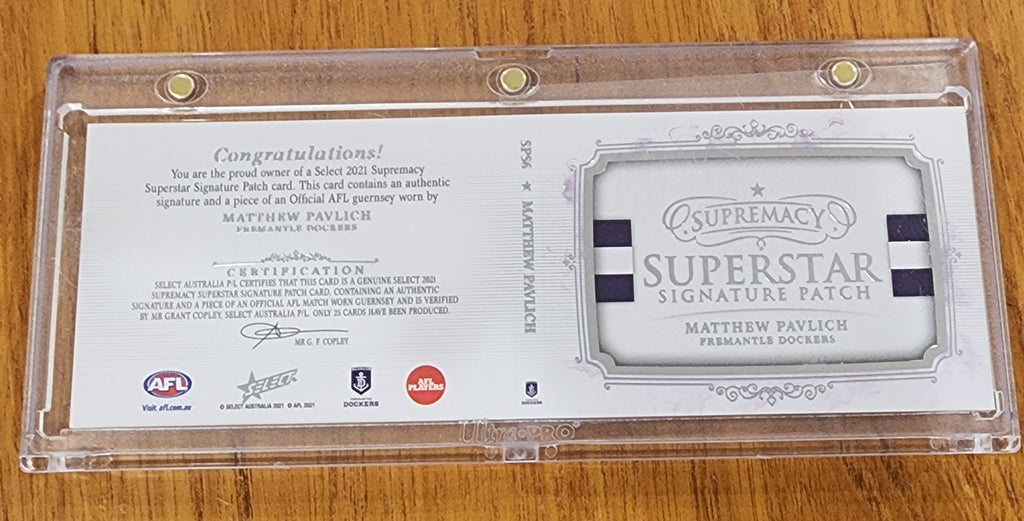 Congratulations!
You are the proud owner of a Select 2021 Supremacy
Superstar Signature Patch card. This card contains an authentic
signature and a piece of an Official AFL guernsey worn by
MATTHEW PAVLICH
FREMANTLE DOCKERS
CERTIFICATION
SELECT AUSTRALIA P/L CERTIFIES THAT THIS CARD IS A GENUINE SELECT 2021
SUPREMACY SUPERSTAR SIGNATURE PATCH CARD, CONTAINING AN AUTHENTIC
SIGNATURE AND A PIECE OF AN OFFICIAL AFL MATCH WORN GUERNSEY AND IS VERIFIED
BY MR GRANT COPLEY, SELECT AUSTRALIA P/L. ONLY 25 CARDS HAVE BEEN PRODUCED.
MR G. F. COPLEY
AFL
Visit afl.com.au
SELECT
© SELECT AUSTRALIA 2021 © AFL 2021
FREMANTLE
DOCKERS
AFL
PLAYERS
SPS6 ★ MATTHEW PAVLICH
DOCKERS
SUPREMACY
SUPERSTAR
SIGNATURE PATCH
MATTHEW PAVLICH
FREMANTLE DOCKERS
Ultra·PRO